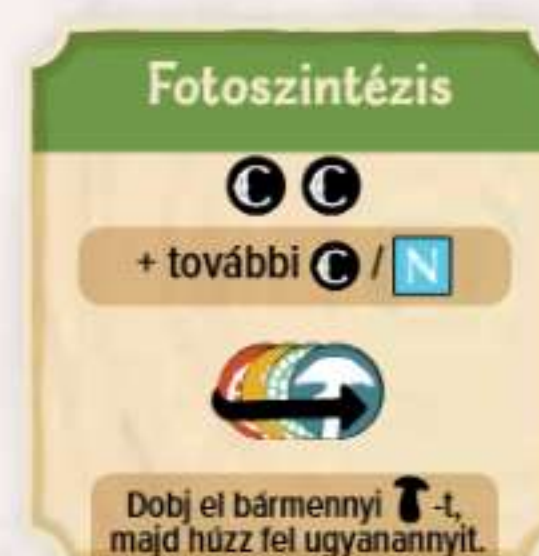 Fotoszintézis
C C
+ további C / N
Dobj el bármennyi -t,
majd húzz fel ugyanannyit.